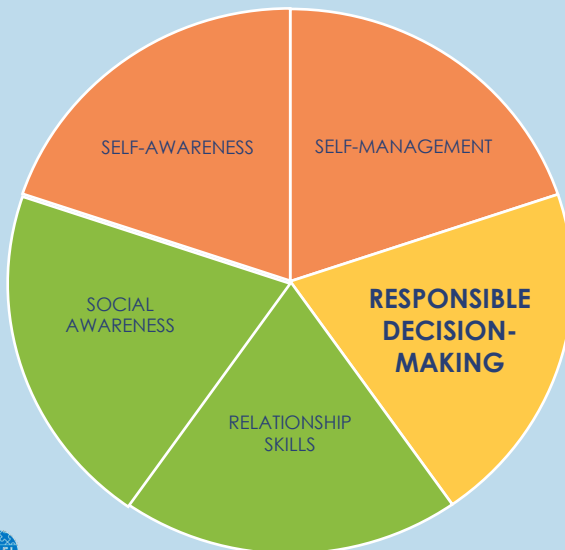 SELF-AWARENESS
SELF-MANAGEMENT
RESPONSIBLE
DECISION-
MAKING
SOCIAL
AWARENESS
RELATIONSHIP
SKILLS